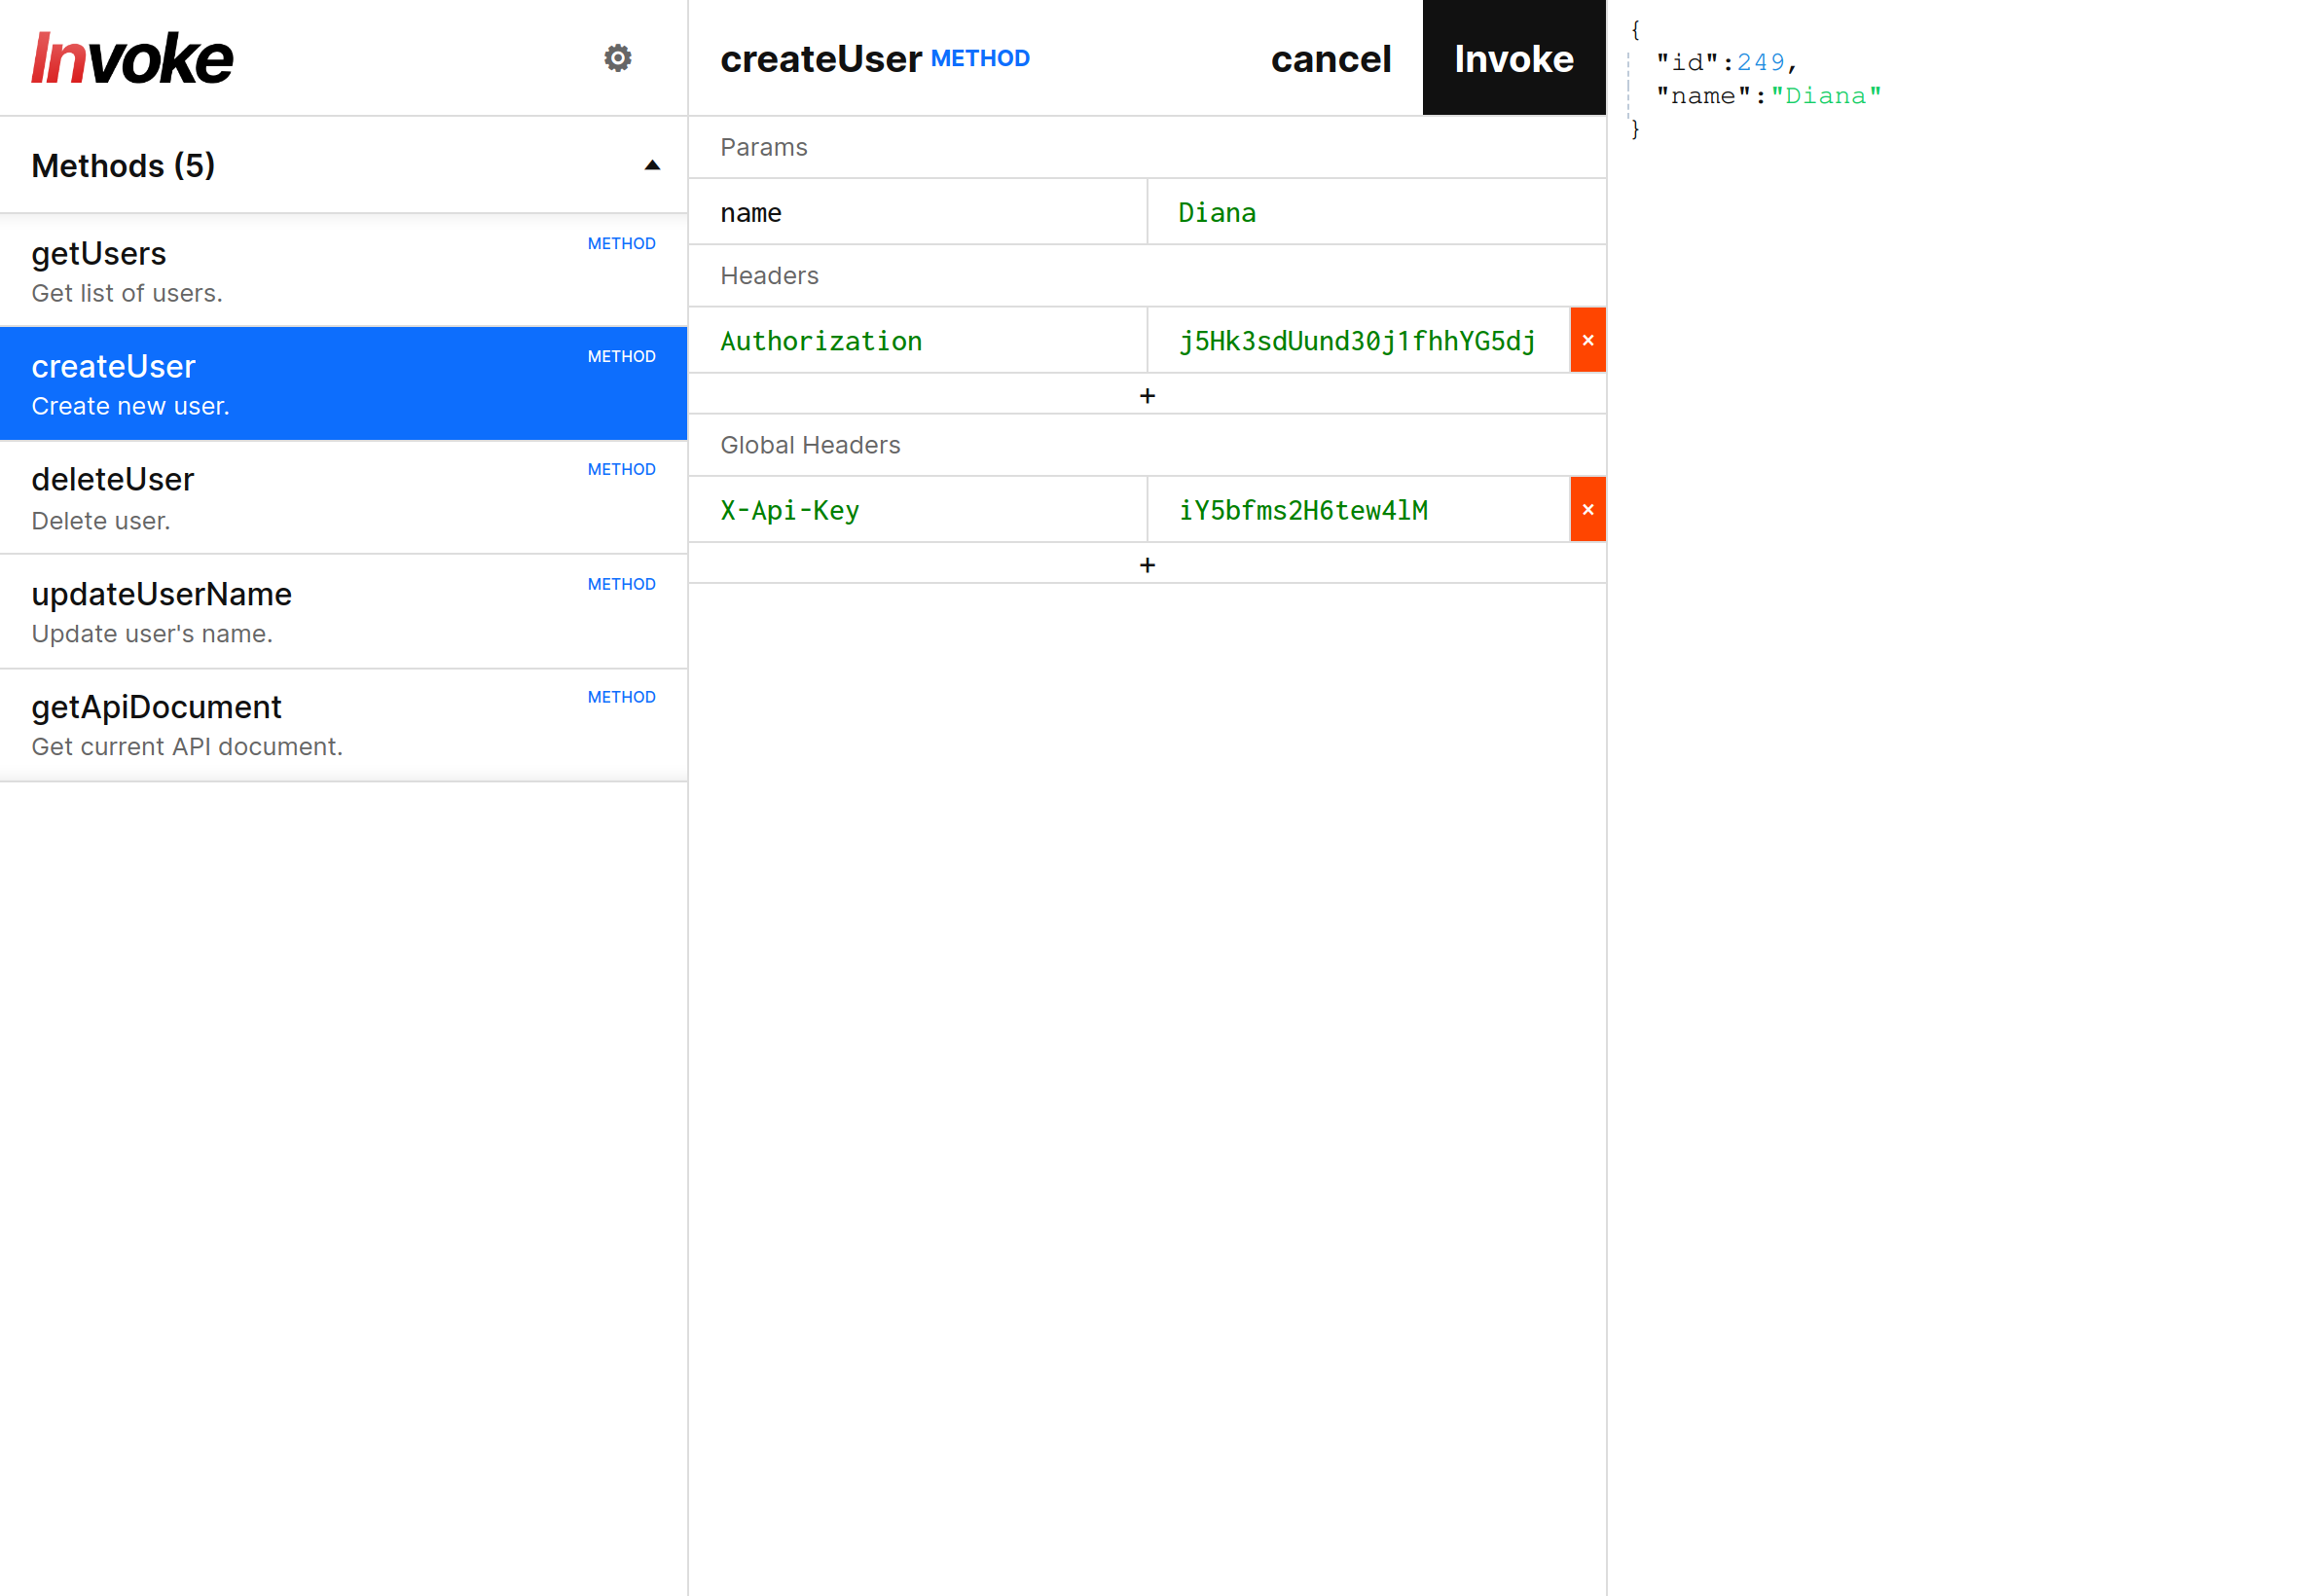 Invoke
Methods (5)
getUsers METHOD
Get list of users.
createUser METHOD
Create new user.
deleteUser METHOD
Delete user.
updateUserName METHOD
Update user's name.
getApiDocument METHOD
Get current API document.
createUser METHOD cancel Invoke
Params
name Diana
Headers
Authorization j5Hk3sdUund30j1fhhYG5dj ×
+
Global Headers
X-Api-Key iY5bfms2H6tew4lM ×
+
{
"id":249,
"name":"Diana"
}